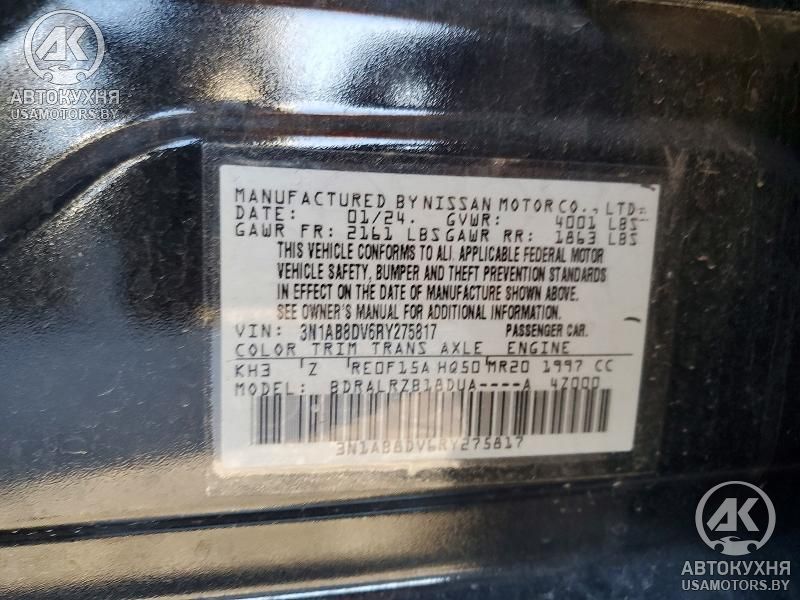 АК
АВТОКУХНЯ
USAMOTORS.BY
MANUFACTURED BY NISSAN MOTOR CO., LTD.
DATE: 01/24. GVWR: 4001 LBS
GAWR FR: 2161 LBS GAWR RR: 1863 LBS
THIS VEHICLE CONFORMS TO ALL APPLICABLE FEDERAL MOTOR
VEHICLE SAFETY, BUMPER AND THEFT PREVENTION STANDARDS
IN EFFECT ON THE DATE OF MANUFACTURE SHOWN ABOVE.
SEE OWNER'S MANUAL FOR ADDITIONAL INFORMATION.
VIN: 3N1AB8DV6RY275817 PASSENGER CAR.
COLOR TRIM TRANS AXLE ENGINE
KH3 Z RE0F15A HQ50 MR20 1997 CC
MODEL: BDRALRZB18DUA----A 4Z000
3N1AB8DV6RY275817
АК
АВТОКУХНЯ
USAMOTORS.BY